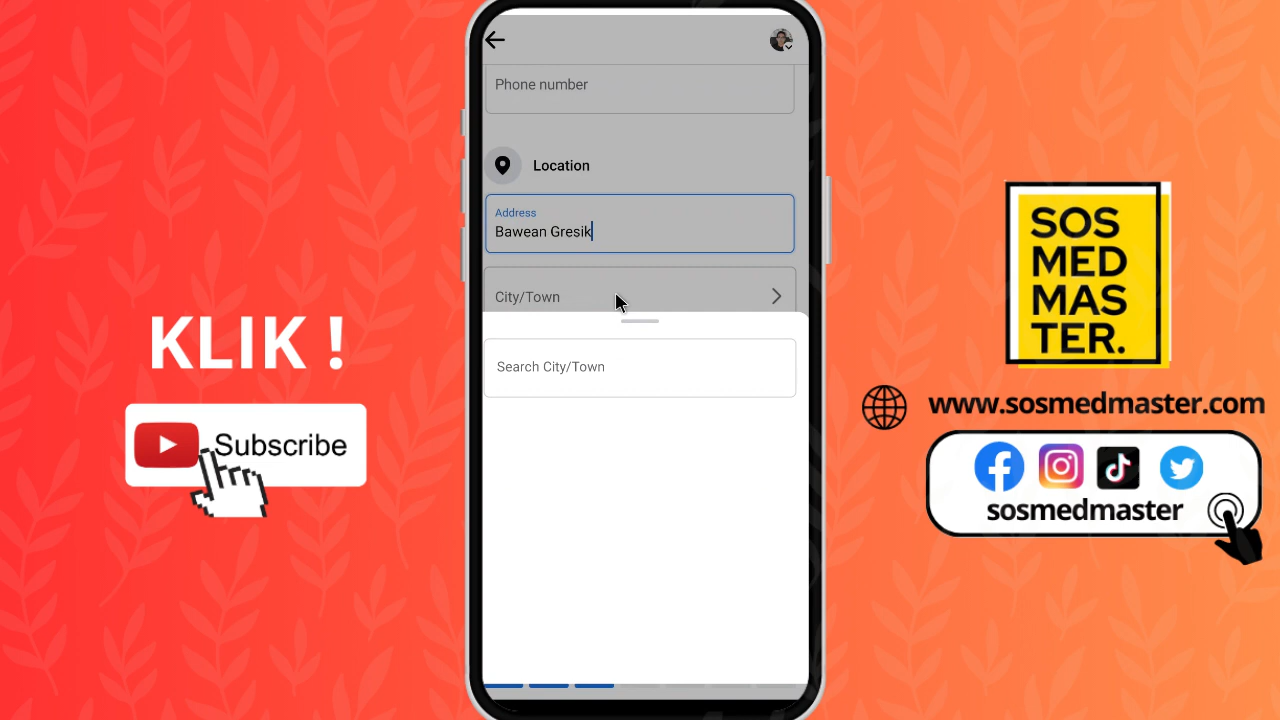 Phone number
Location
Address
Bawean Gresik
City/Town
Search City/Town
KLIK !
Subscribe
SOS
MED
MAS
TER.
www.sosmedmaster.com
sosmedmaster